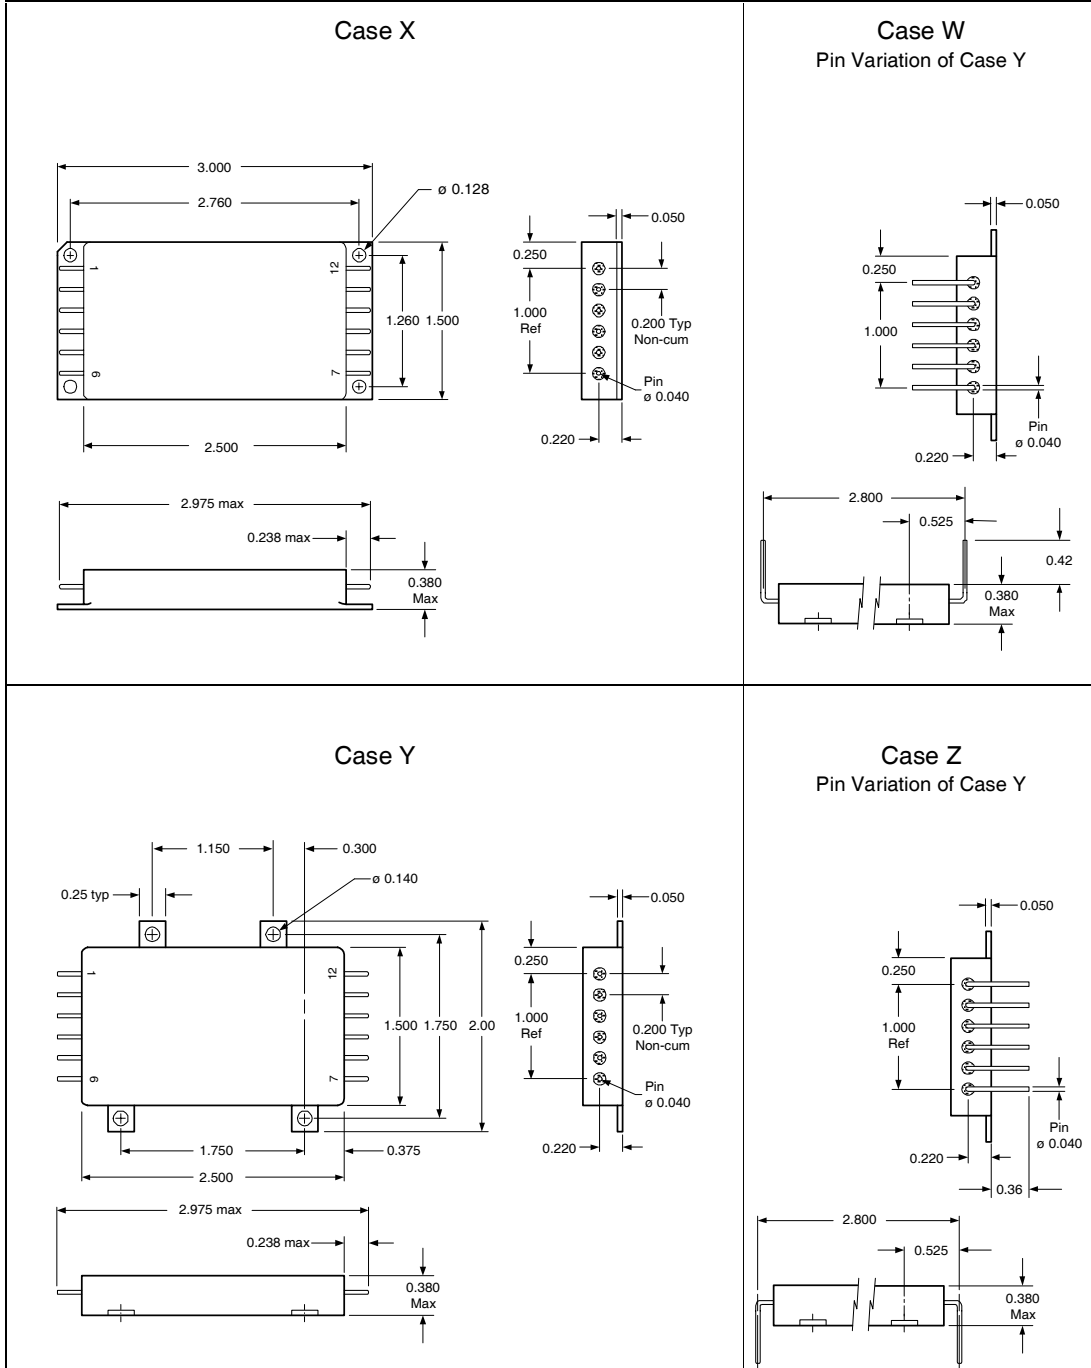 Case X
3.000
2.760
ø 0.128
1
12
6
7
1.260
1.500
2.500
0.050
0.250
1.000
Ref
0.200 Typ
Non-cum
Pin
ø 0.040
0.220
2.975 max
0.238 max
0.380
Max
Case W
Pin Variation of Case Y
0.050
0.250
1.000
Pin
ø 0.040
0.220
2.800
0.525
0.42
0.380
Max
Case Y
1.150
0.300
0.25 typ
ø 0.140
1
12
6
7
1.500
1.750
2.00
1.750
0.375
2.500
0.050
0.250
1.000
Ref
0.200 Typ
Non-cum
Pin
ø 0.040
0.220
2.975 max
0.238 max
0.380
Max
Case Z
Pin Variation of Case Y
0.050
0.250
1.000
Ref
Pin
ø 0.040
0.220
0.36
2.800
0.525
0.380
Max